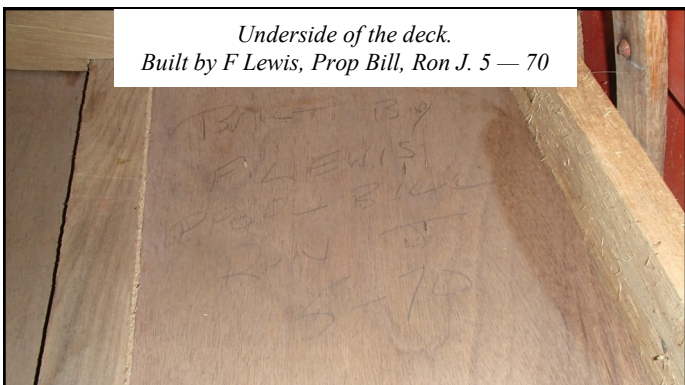 Underside of the deck.
Built by F Lewis, Prop Bill, Ron J. 5 — 70
BUILT By
F. LEWIS
PROP - BILL
RON J
5 - 70